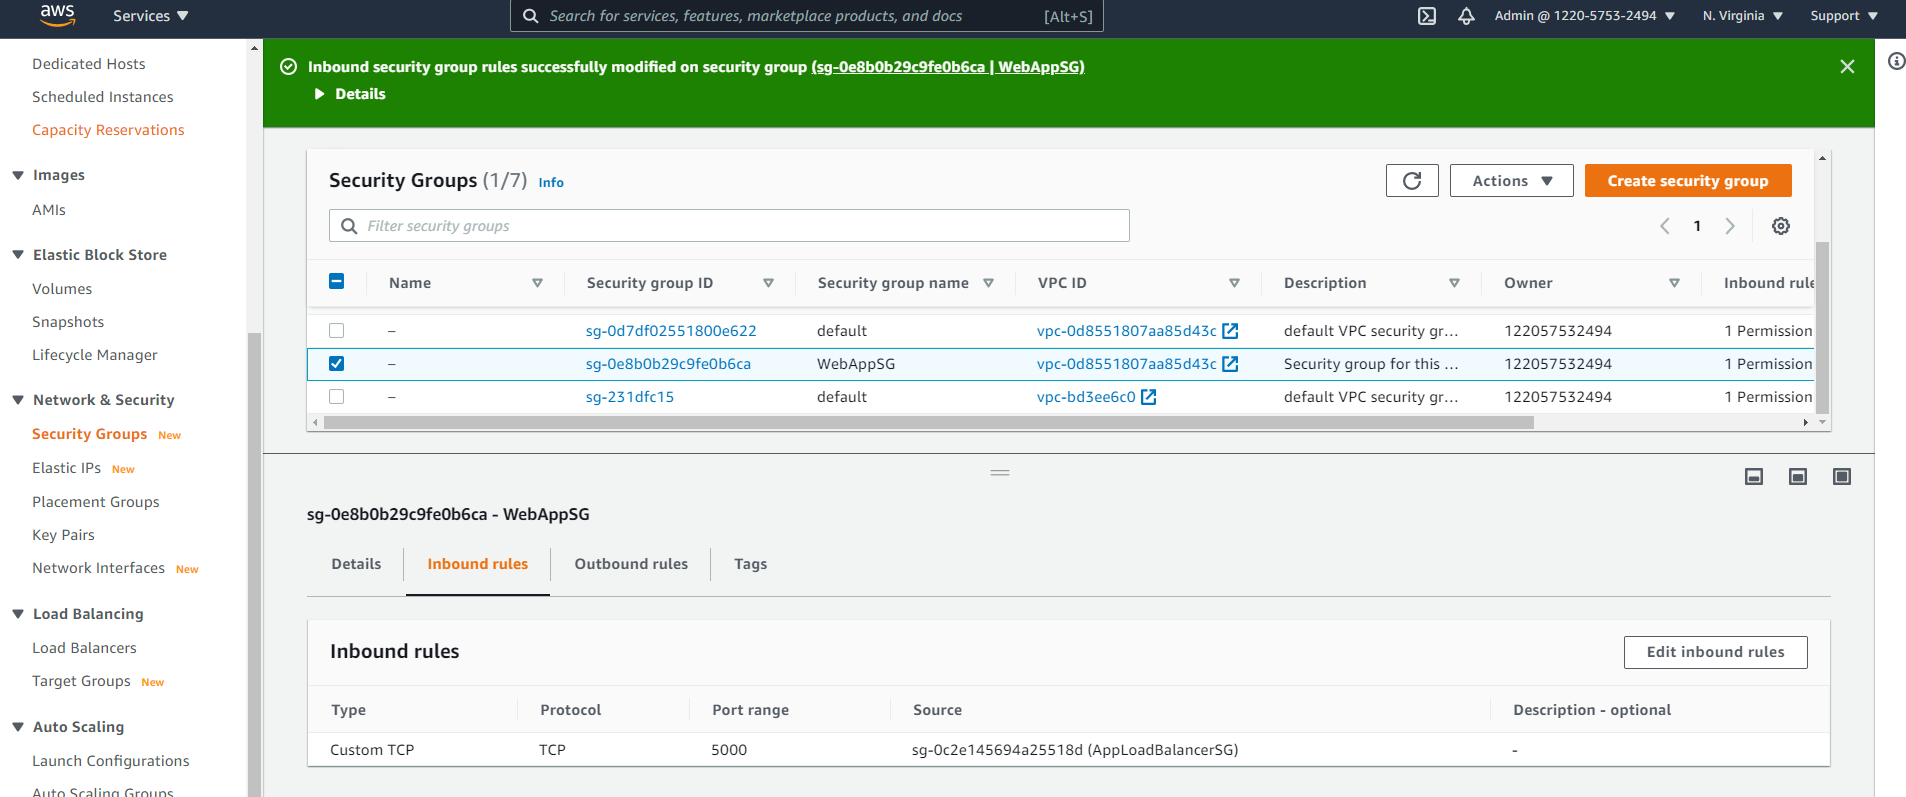 aws
Services
Search for services, features, marketplace products, and docs [Alt+S]
Admin @ 1220-5753-2494
N. Virginia
Support
Dedicated Hosts
Scheduled Instances
Capacity Reservations
Images
AMIs
Elastic Block Store
Volumes
Snapshots
Lifecycle Manager
Network & Security
Security Groups New
Elastic IPs New
Placement Groups
Key Pairs
Network Interfaces New
Load Balancing
Load Balancers
Target Groups New
Auto Scaling
Launch Configurations
Auto Scaling Groups
Inbound security group rules successfully modified on security group (sg-0e8b0b29c9fe0b6ca | WebAppSG)
Details
Security Groups (1/7) Info
Actions
Create security group
Filter security groups
1
Name Security group ID Security group name VPC ID Description Owner Inbound rule
– sg-0d7df02551800e622 default vpc-0d8551807aa85d43c default VPC security gr... 122057532494 1 Permission
– sg-0e8b0b29c9fe0b6ca WebAppSG vpc-0d8551807aa85d43c Security group for this ... 122057532494 1 Permission
– sg-231dfc15 default vpc-bd3ee6c0 default VPC security gr... 122057532494 1 Permission
sg-0e8b0b29c9fe0b6ca - WebAppSG
Details Inbound rules Outbound rules Tags
Inbound rules
Edit inbound rules
Type Protocol Port range Source Description - optional
Custom TCP TCP 5000 sg-0c2e145694a25518d (AppLoadBalancerSG) -